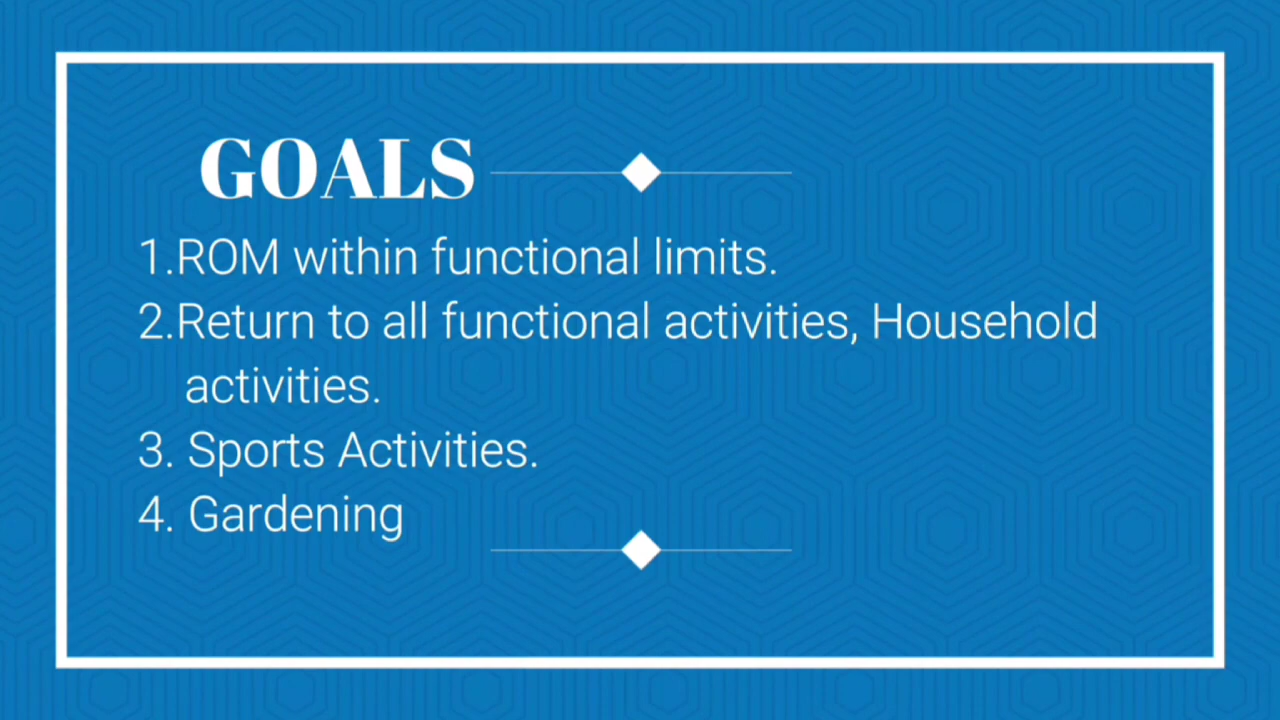 GOALS
1.ROM within functional limits.
2.Return to all functional activities, Household
activities.
3. Sports Activities.
4. Gardening